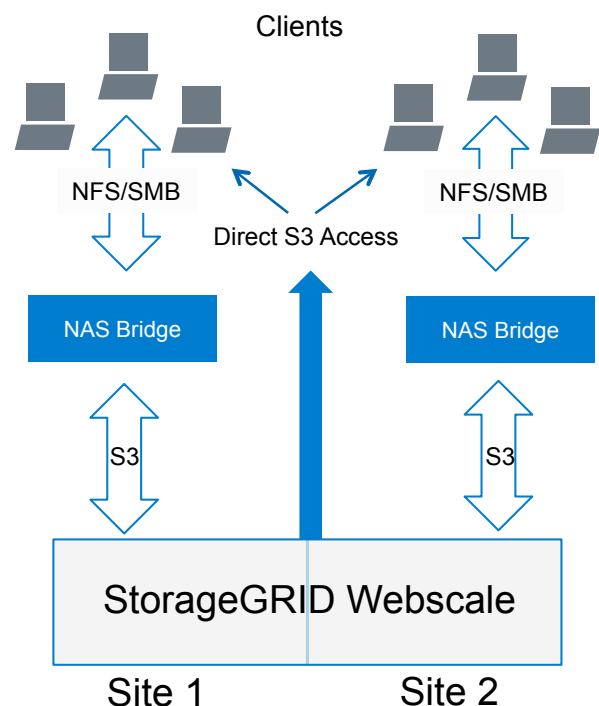 Clients
NFS/SMB
NFS/SMB
Direct S3 Access
NAS Bridge
NAS Bridge
S3
S3
StorageGRID Webscale
Site 1
Site 2